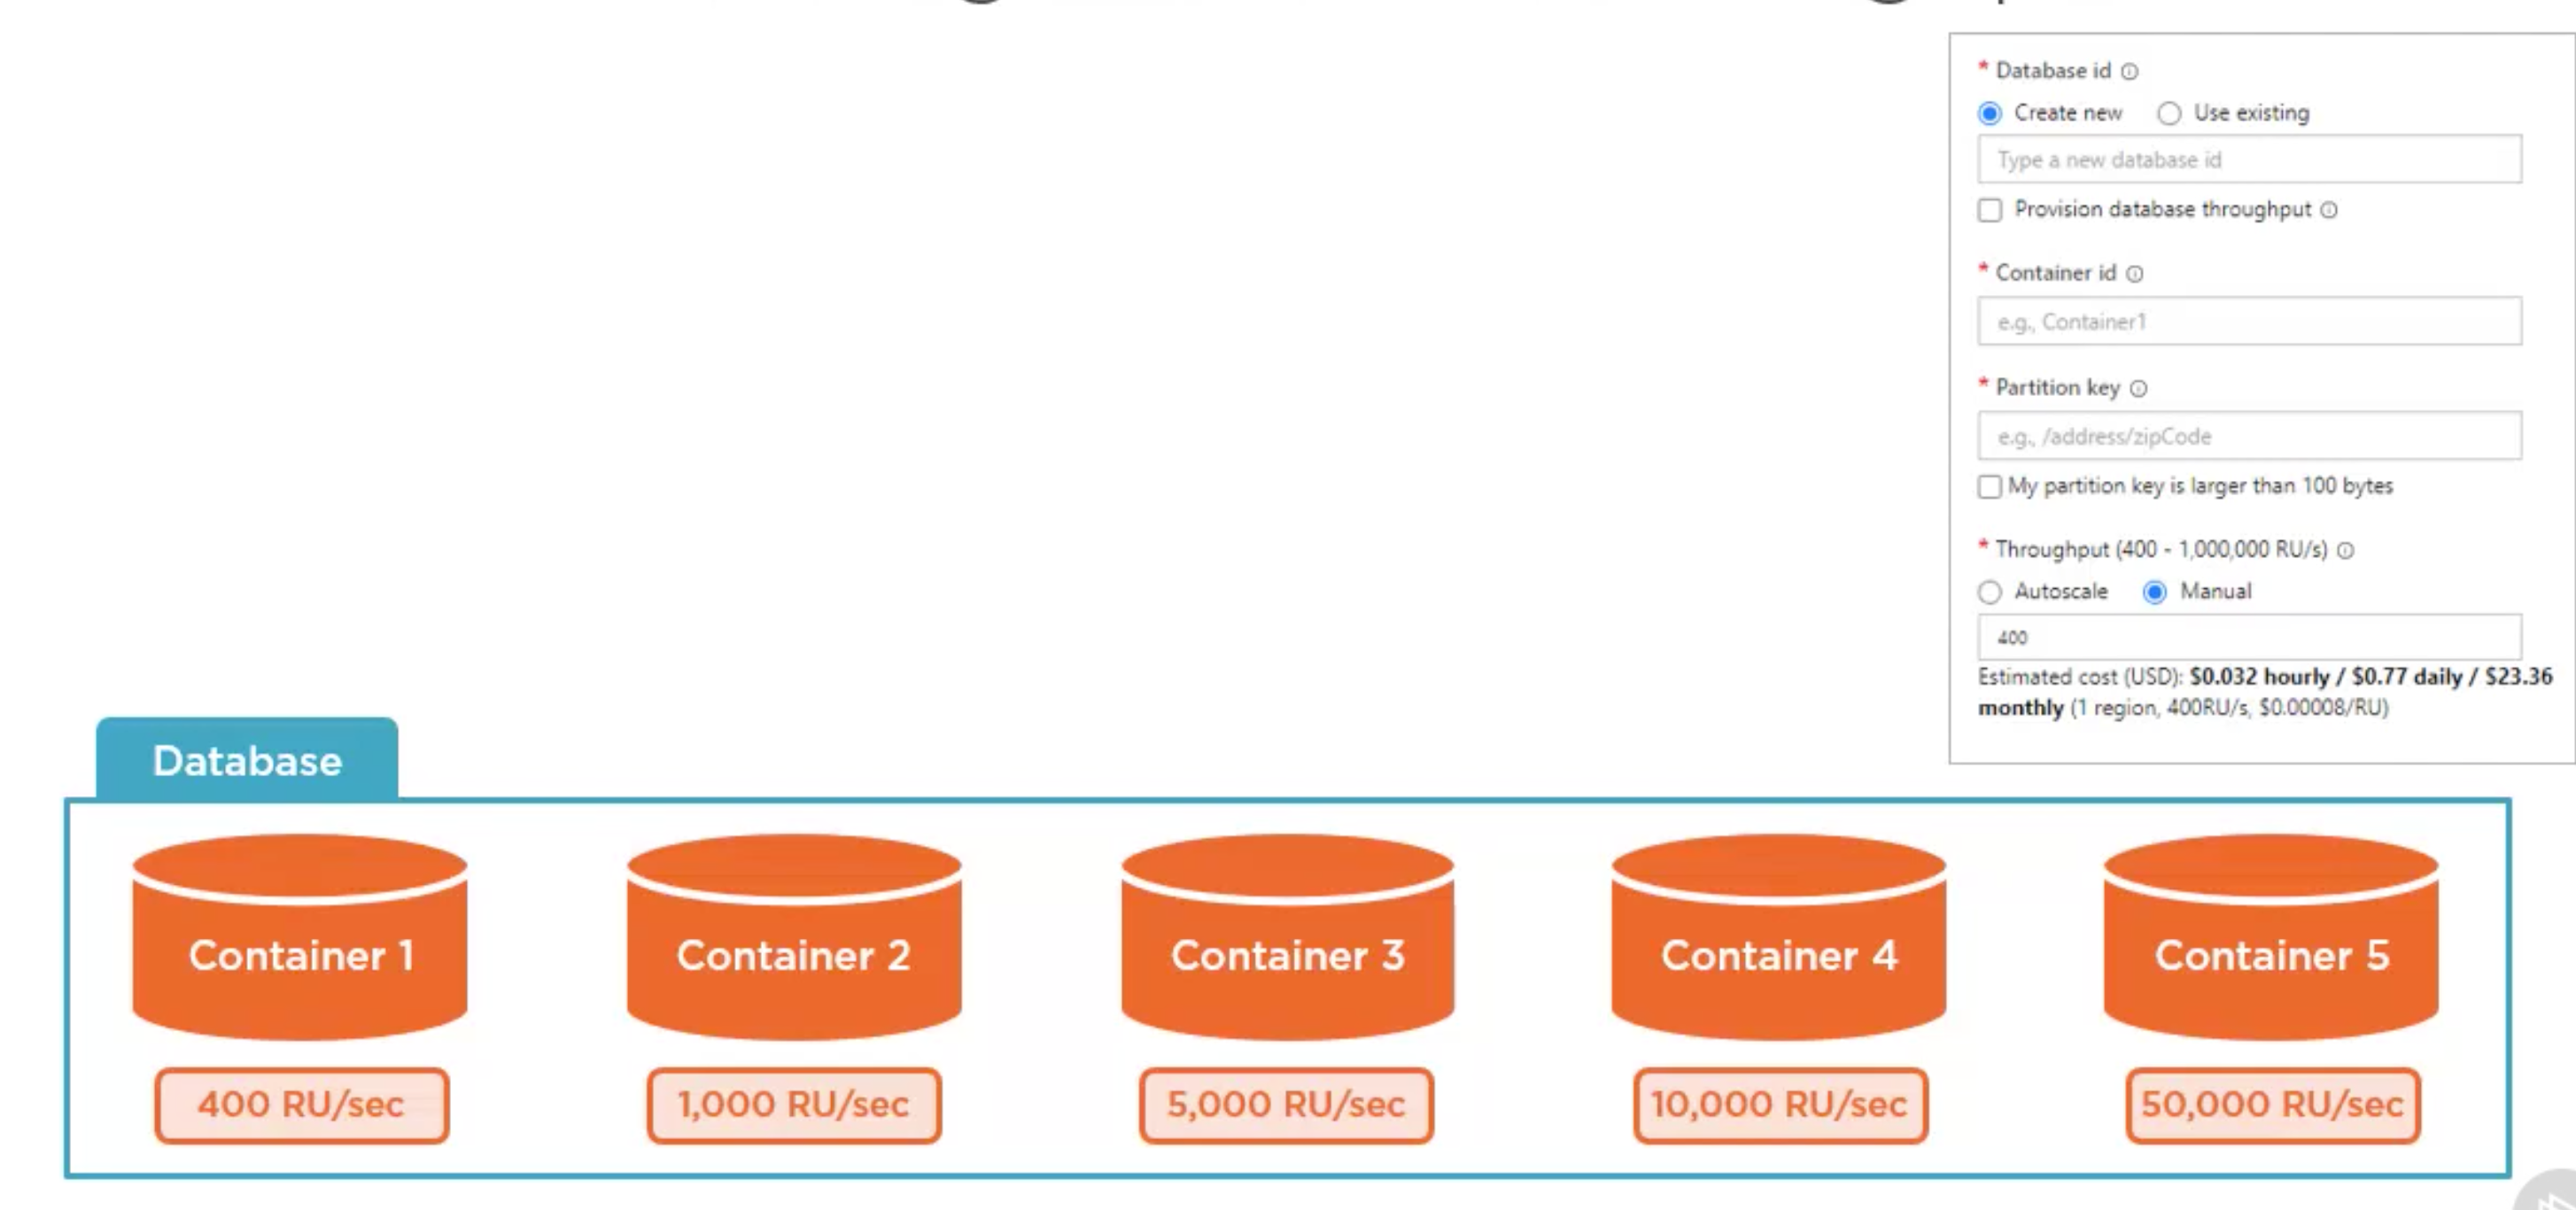 * Database id
Create new Use existing
Type a new database id
Provision database throughput
* Container id
e.g., Container1
* Partition key
e.g., /address/zipCode
My partition key is larger than 100 bytes
* Throughput (400 - 1,000,000 RU/s)
Autoscale Manual
400
Estimated cost (USD): $0.032 hourly / $0.77 daily / $23.36
monthly (1 region, 400RU/s, $0.00008/RU)
Database
Container 1 Container 2 Container 3 Container 4 Container 5
400 RU/sec 1,000 RU/sec 5,000 RU/sec 10,000 RU/sec 50,000 RU/sec